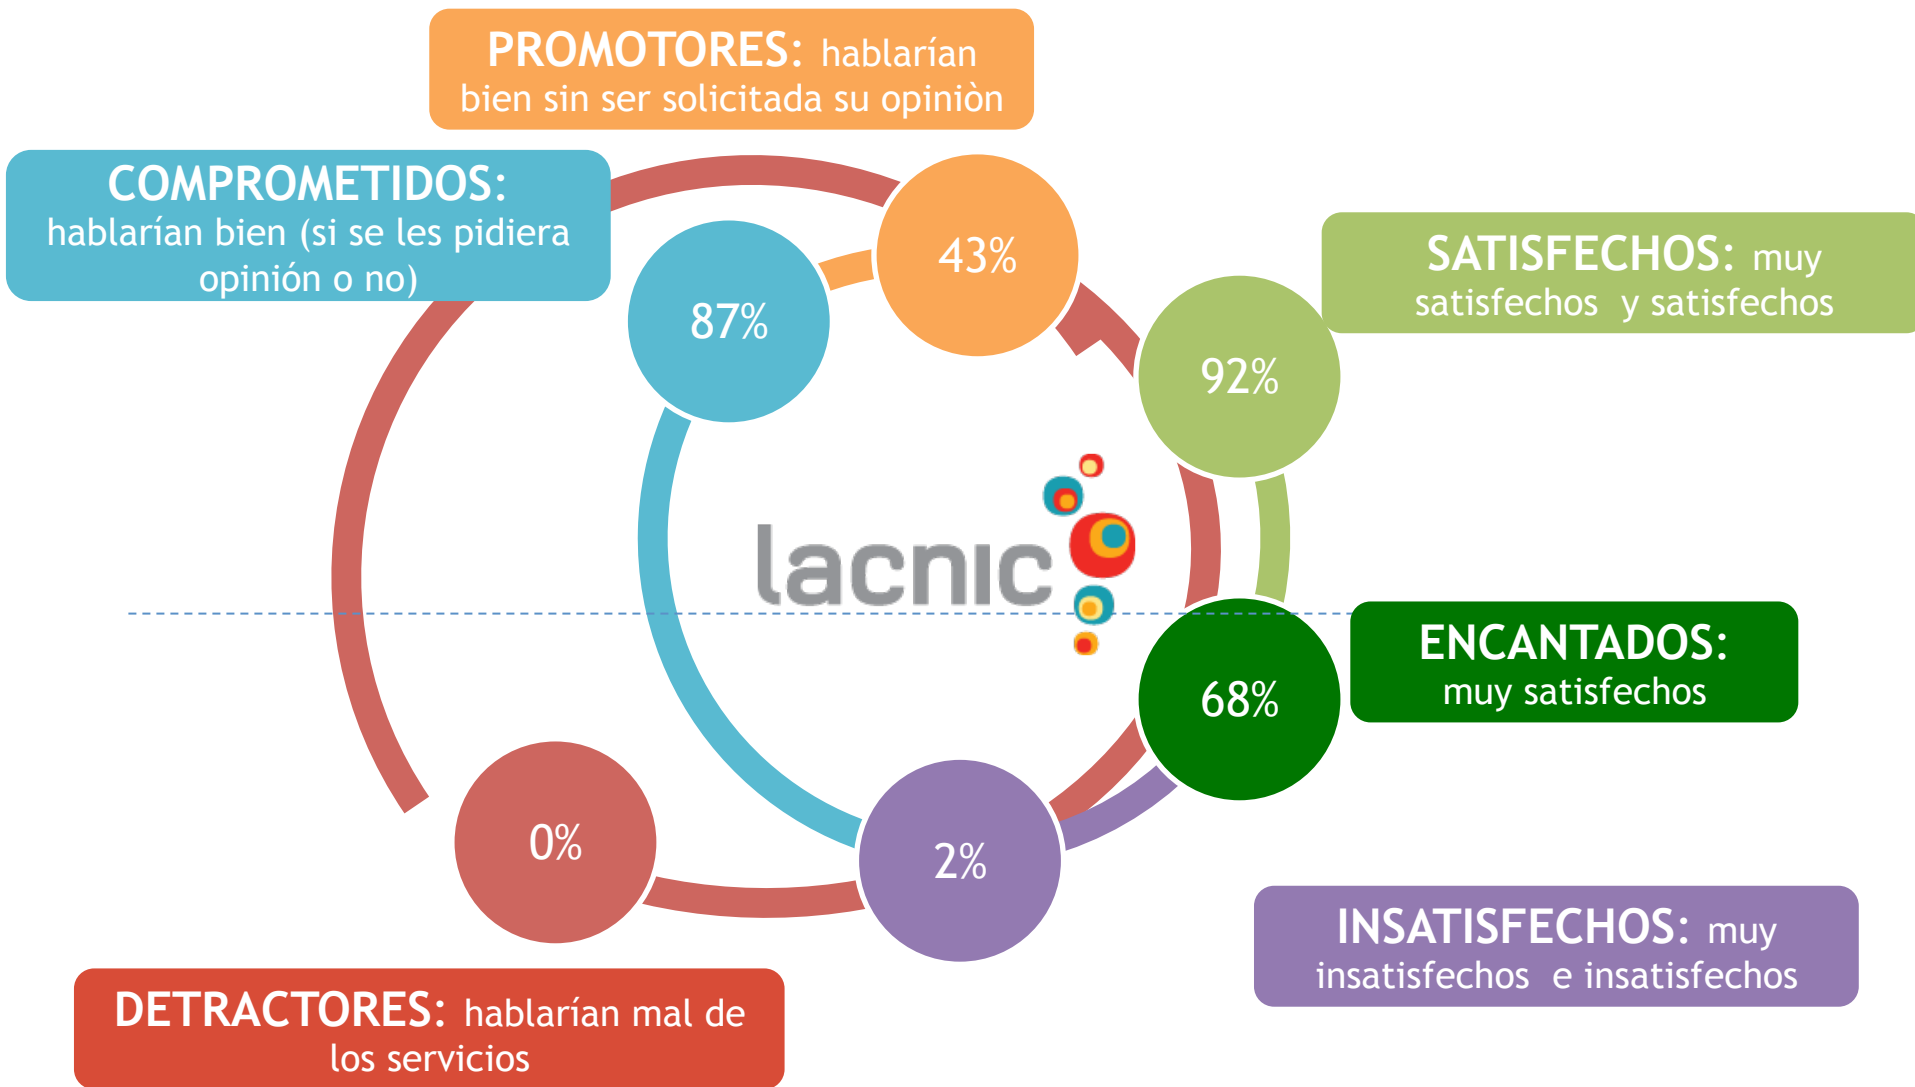 PROMOTORES: hablarían
bien sin ser solicitada su opiniòn
COMPROMETIDOS:
hablarían bien (si se les pidiera
opinión o no)
43%
87%
SATISFECHOS: muy
satisfechos y satisfechos
92%
lacnic
ENCANTADOS:
muy satisfechos
68%
0%
2%
INSATISFECHOS: muy
insatisfechos e insatisfechos
DETRACTORES: hablarían mal de
los servicios